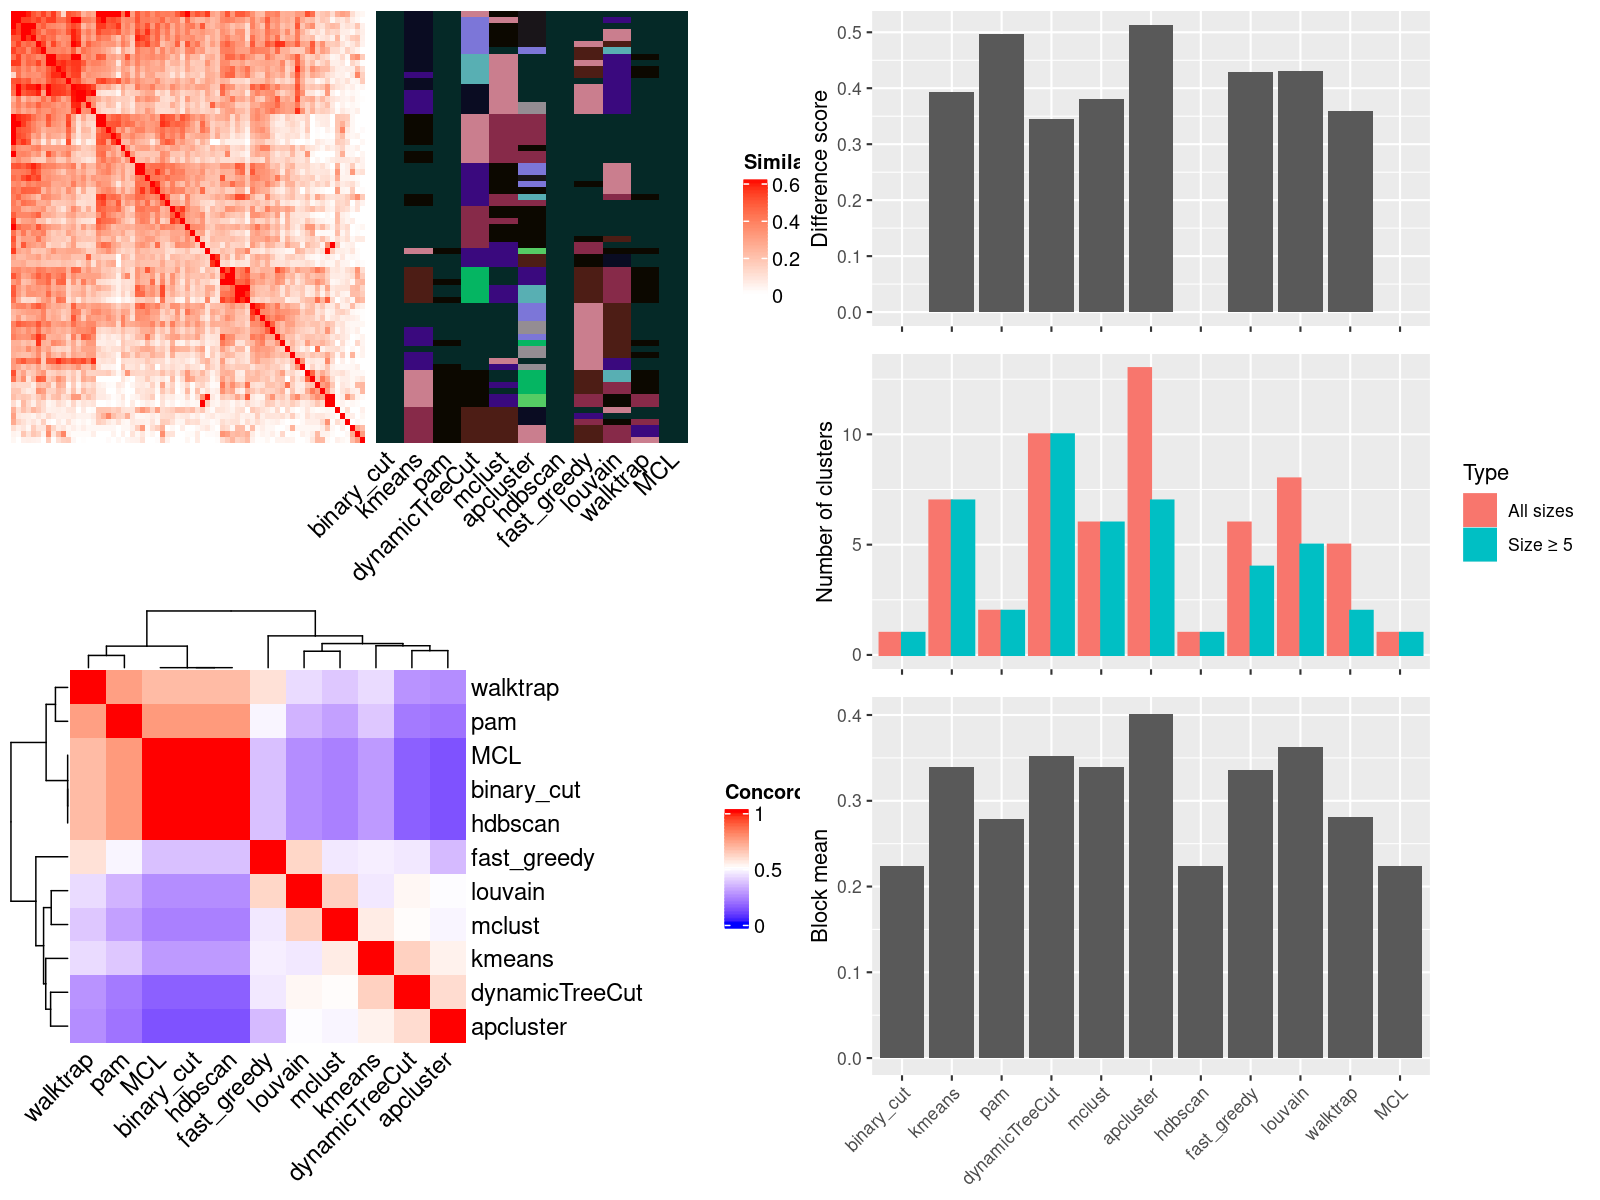 Simila
0.6
0.4
0.2
0
binary_cut
kmeans
pam
dynamicTreeCut
mclust
apcluster
hdbscan
fast_greedy
louvain
walktrap
MCL
walktrap
pam
MCL
binary_cut
hdbscan
fast_greedy
louvain
mclust
kmeans
dynamicTreeCut
apcluster
walktrap
pam
MCL
binary_cut
hdbscan
fast_greedy
louvain
mclust
kmeans
dynamicTreeCut
apcluster
Concord
1
0.5
0
Difference score
0.5
0.4
0.3
0.2
0.1
0.0
Number of clusters
10
5
0
Type
All sizes
Size ≥ 5
Block mean
0.4
0.3
0.2
0.1
0.0
binary_cut
kmeans
pam
dynamicTreeCut
mclust
apcluster
hdbscan
fast_greedy
louvain
walktrap
MCL